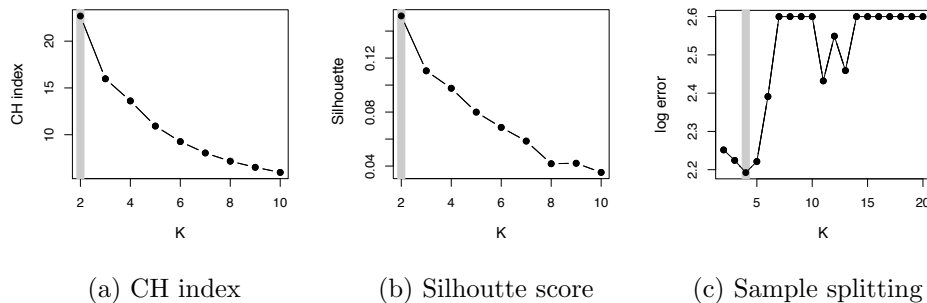 CH index
10
15
20
2
4
6
8
10
K
(a) CH index
Silhouette
0.04
0.08
0.12
2
4
6
8
10
K
(b) Silhoutte score
log error
2.2
2.3
2.4
2.5
2.6
5
10
15
20
K
(c) Sample splitting